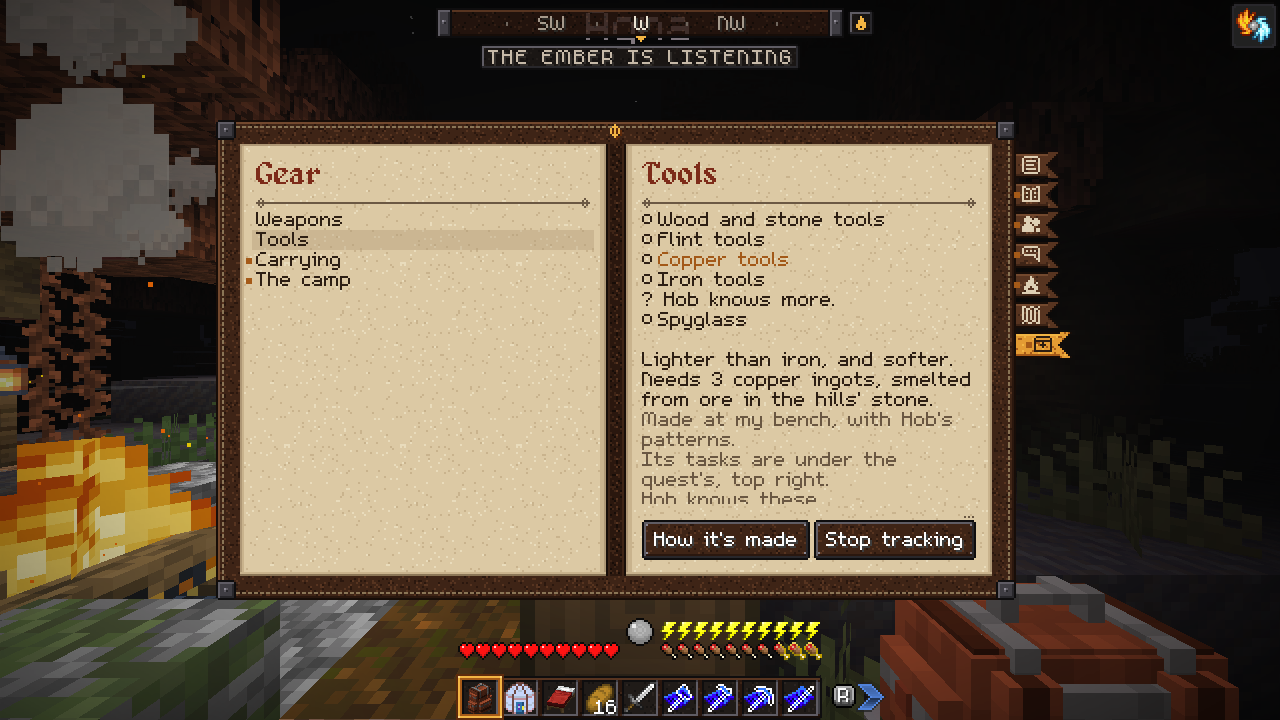 SW W NW
THE EMBER IS LISTENING
Gear
Weapons
Tools
Carrying
The camp
Tools
Wood and stone tools
Flint tools
Copper tools
Iron tools
? Hob knows more.
Spyglass
Lighter than iron, and softer.
Needs 3 copper ingots, smelted
from ore in the hills' stone.
Made at my bench, with Hob's
patterns.
Its tasks are under the
quest's, top right.
Hob knows these
...
How it's made
Stop tracking
16
R